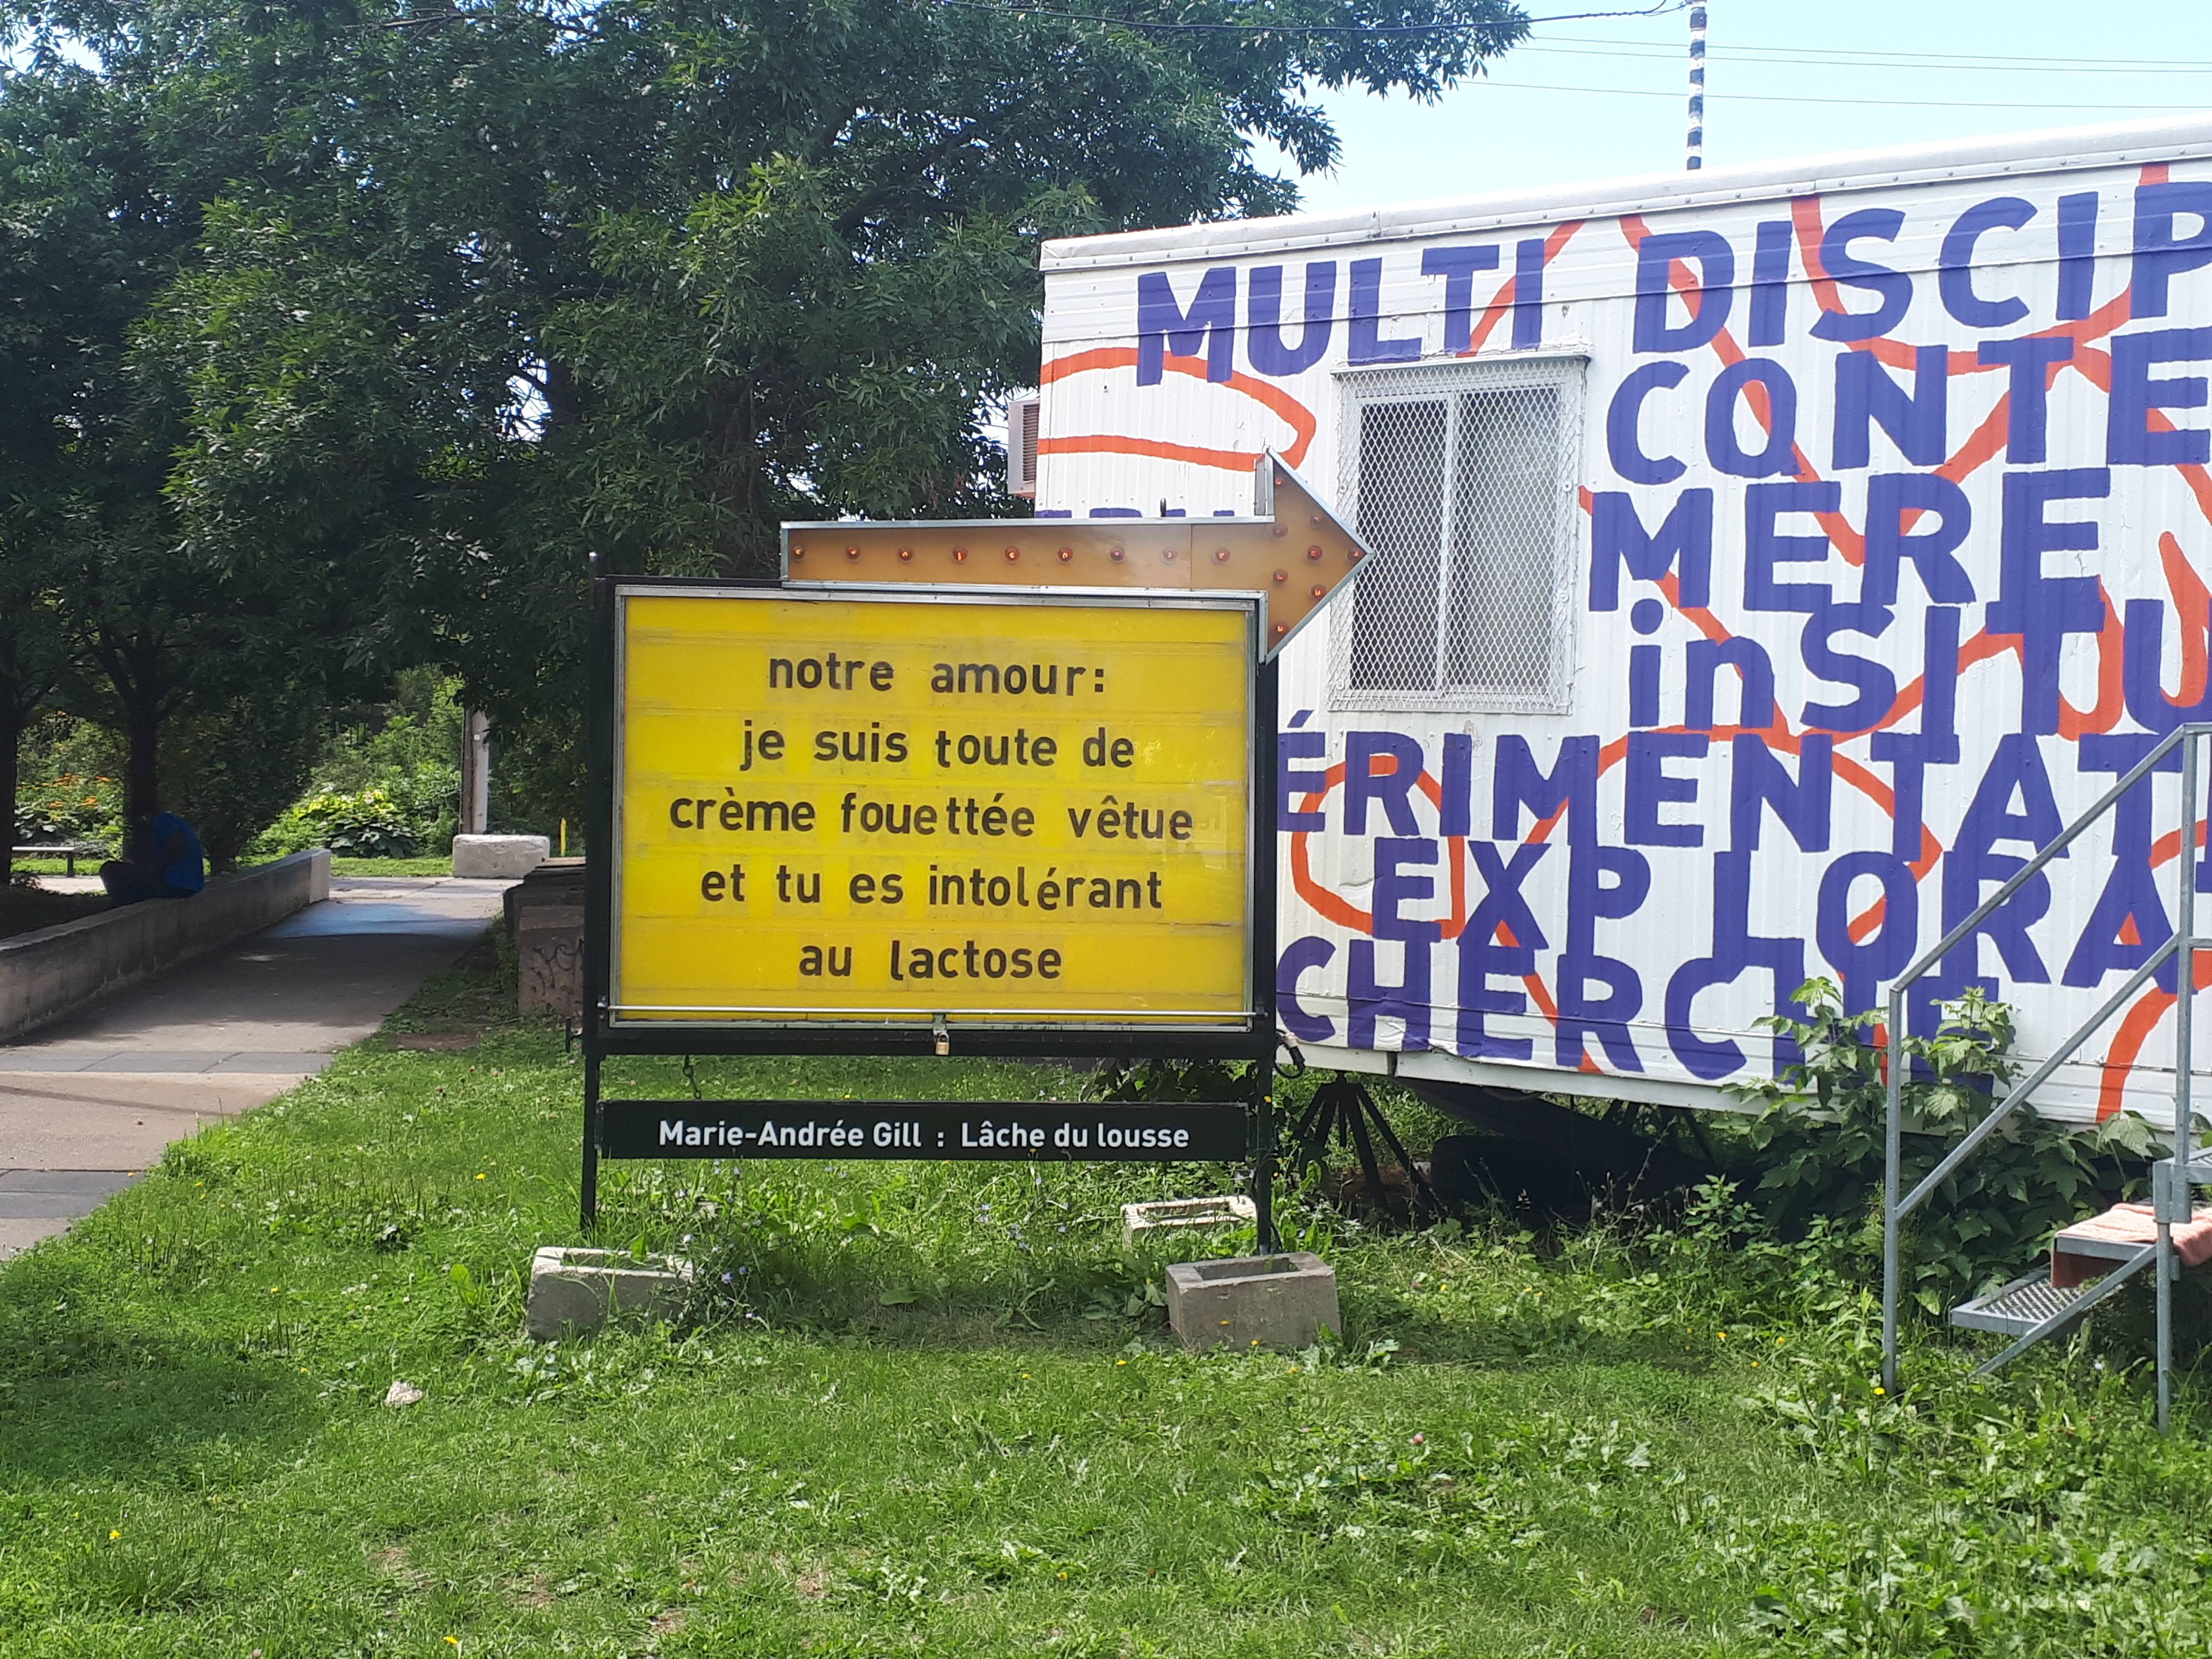 notre amour:
je suis toute de
crème fouettée vêtue
et tu es intolérant
au lactose
Marie-Andrée Gill : Lâche du lousse
MULTI DISCIP
CONTE
MERE
inSITU
ÉRIMENTAT
EXPLORA
CHERCHE